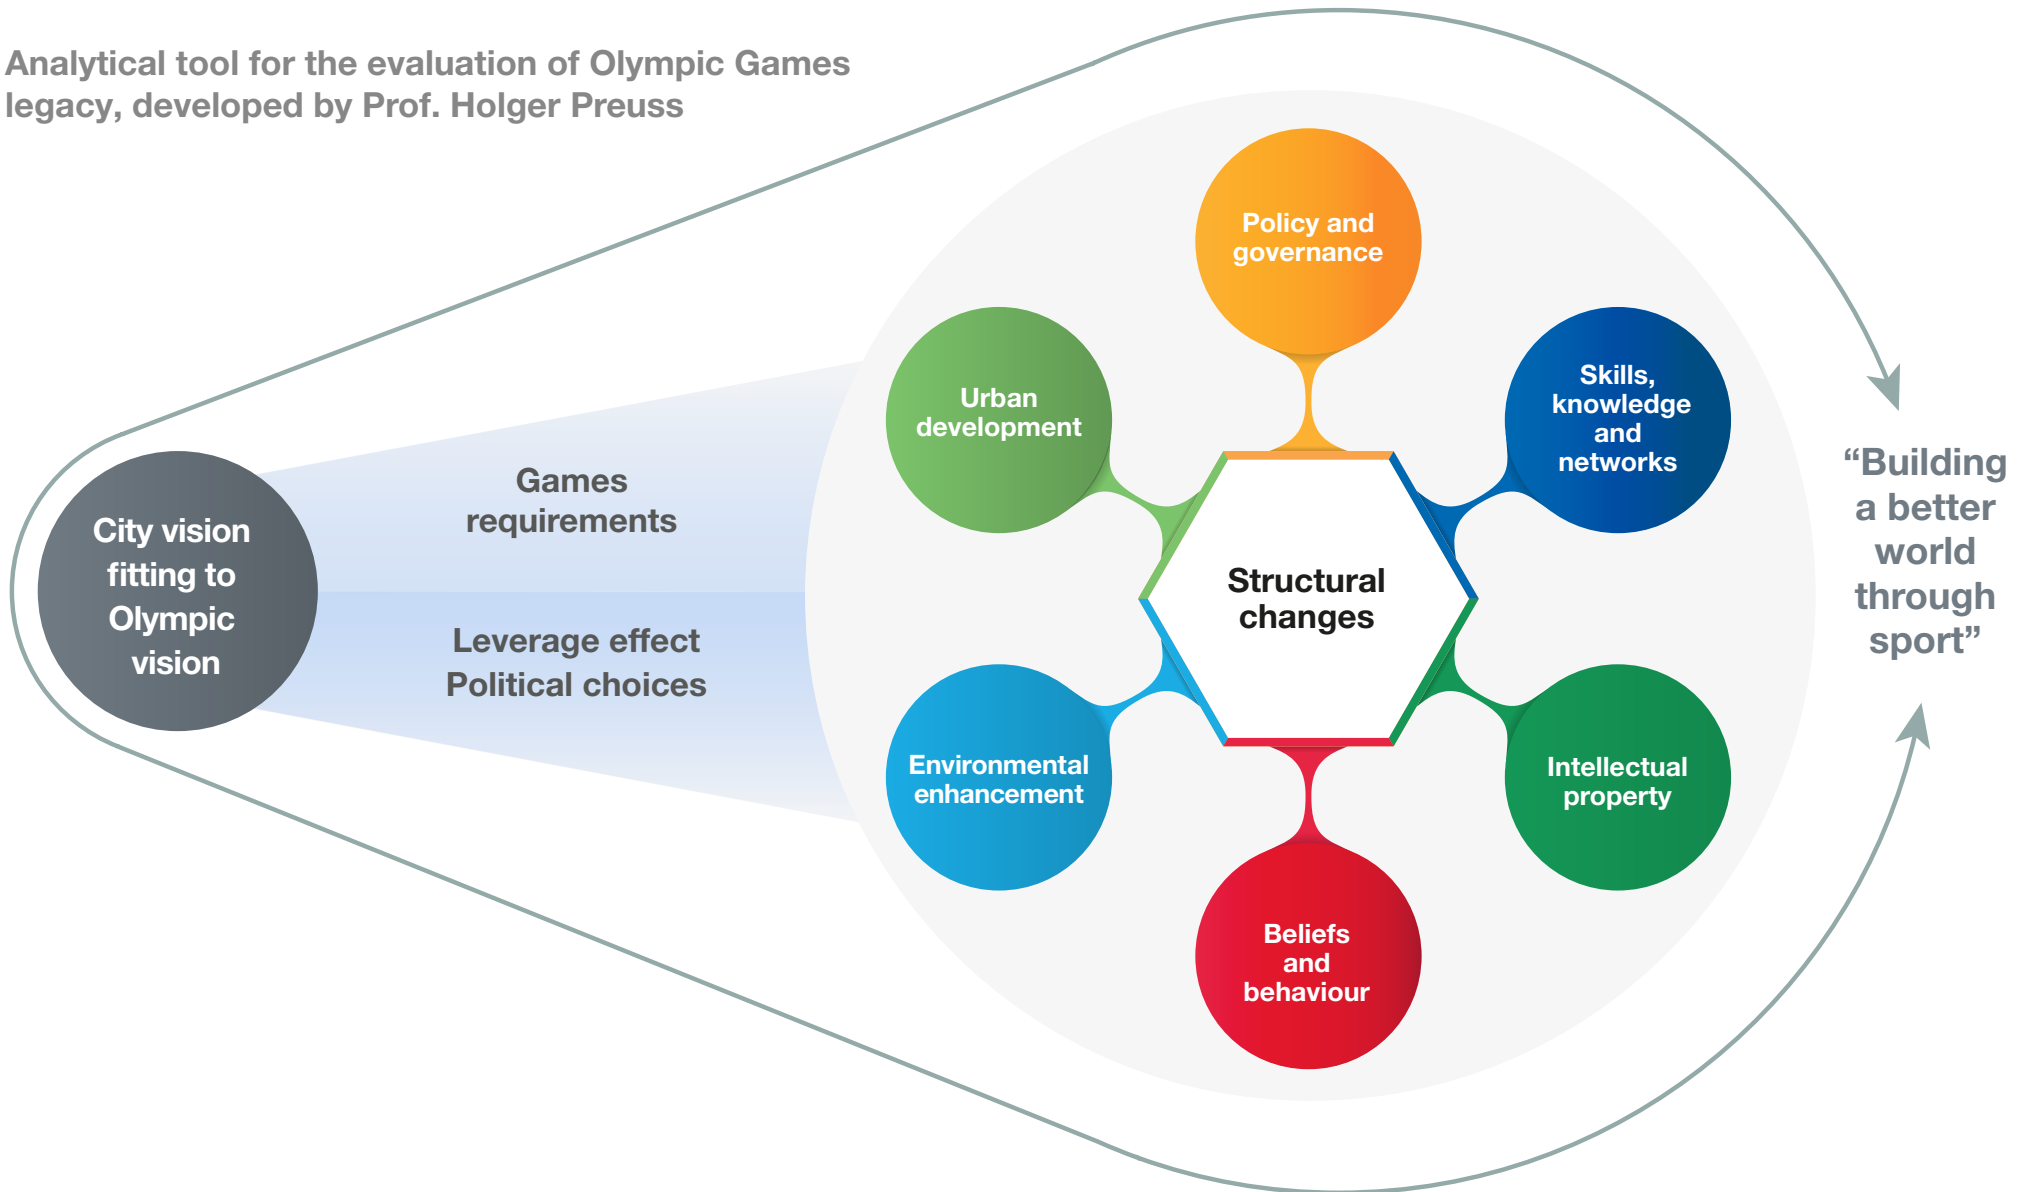 Analytical tool for the evaluation of Olympic Games
legacy, developed by Prof. Holger Preuss
City vision
fitting to
Olympic
vision
Games
requirements
Leverage effect
Political choices
Policy and
governance
Urban
development
Skills,
knowledge
and
networks
Structural
changes
Environmental
enhancement
Intellectual
property
Beliefs
and
behaviour
“Building
a better
world
through
sport”